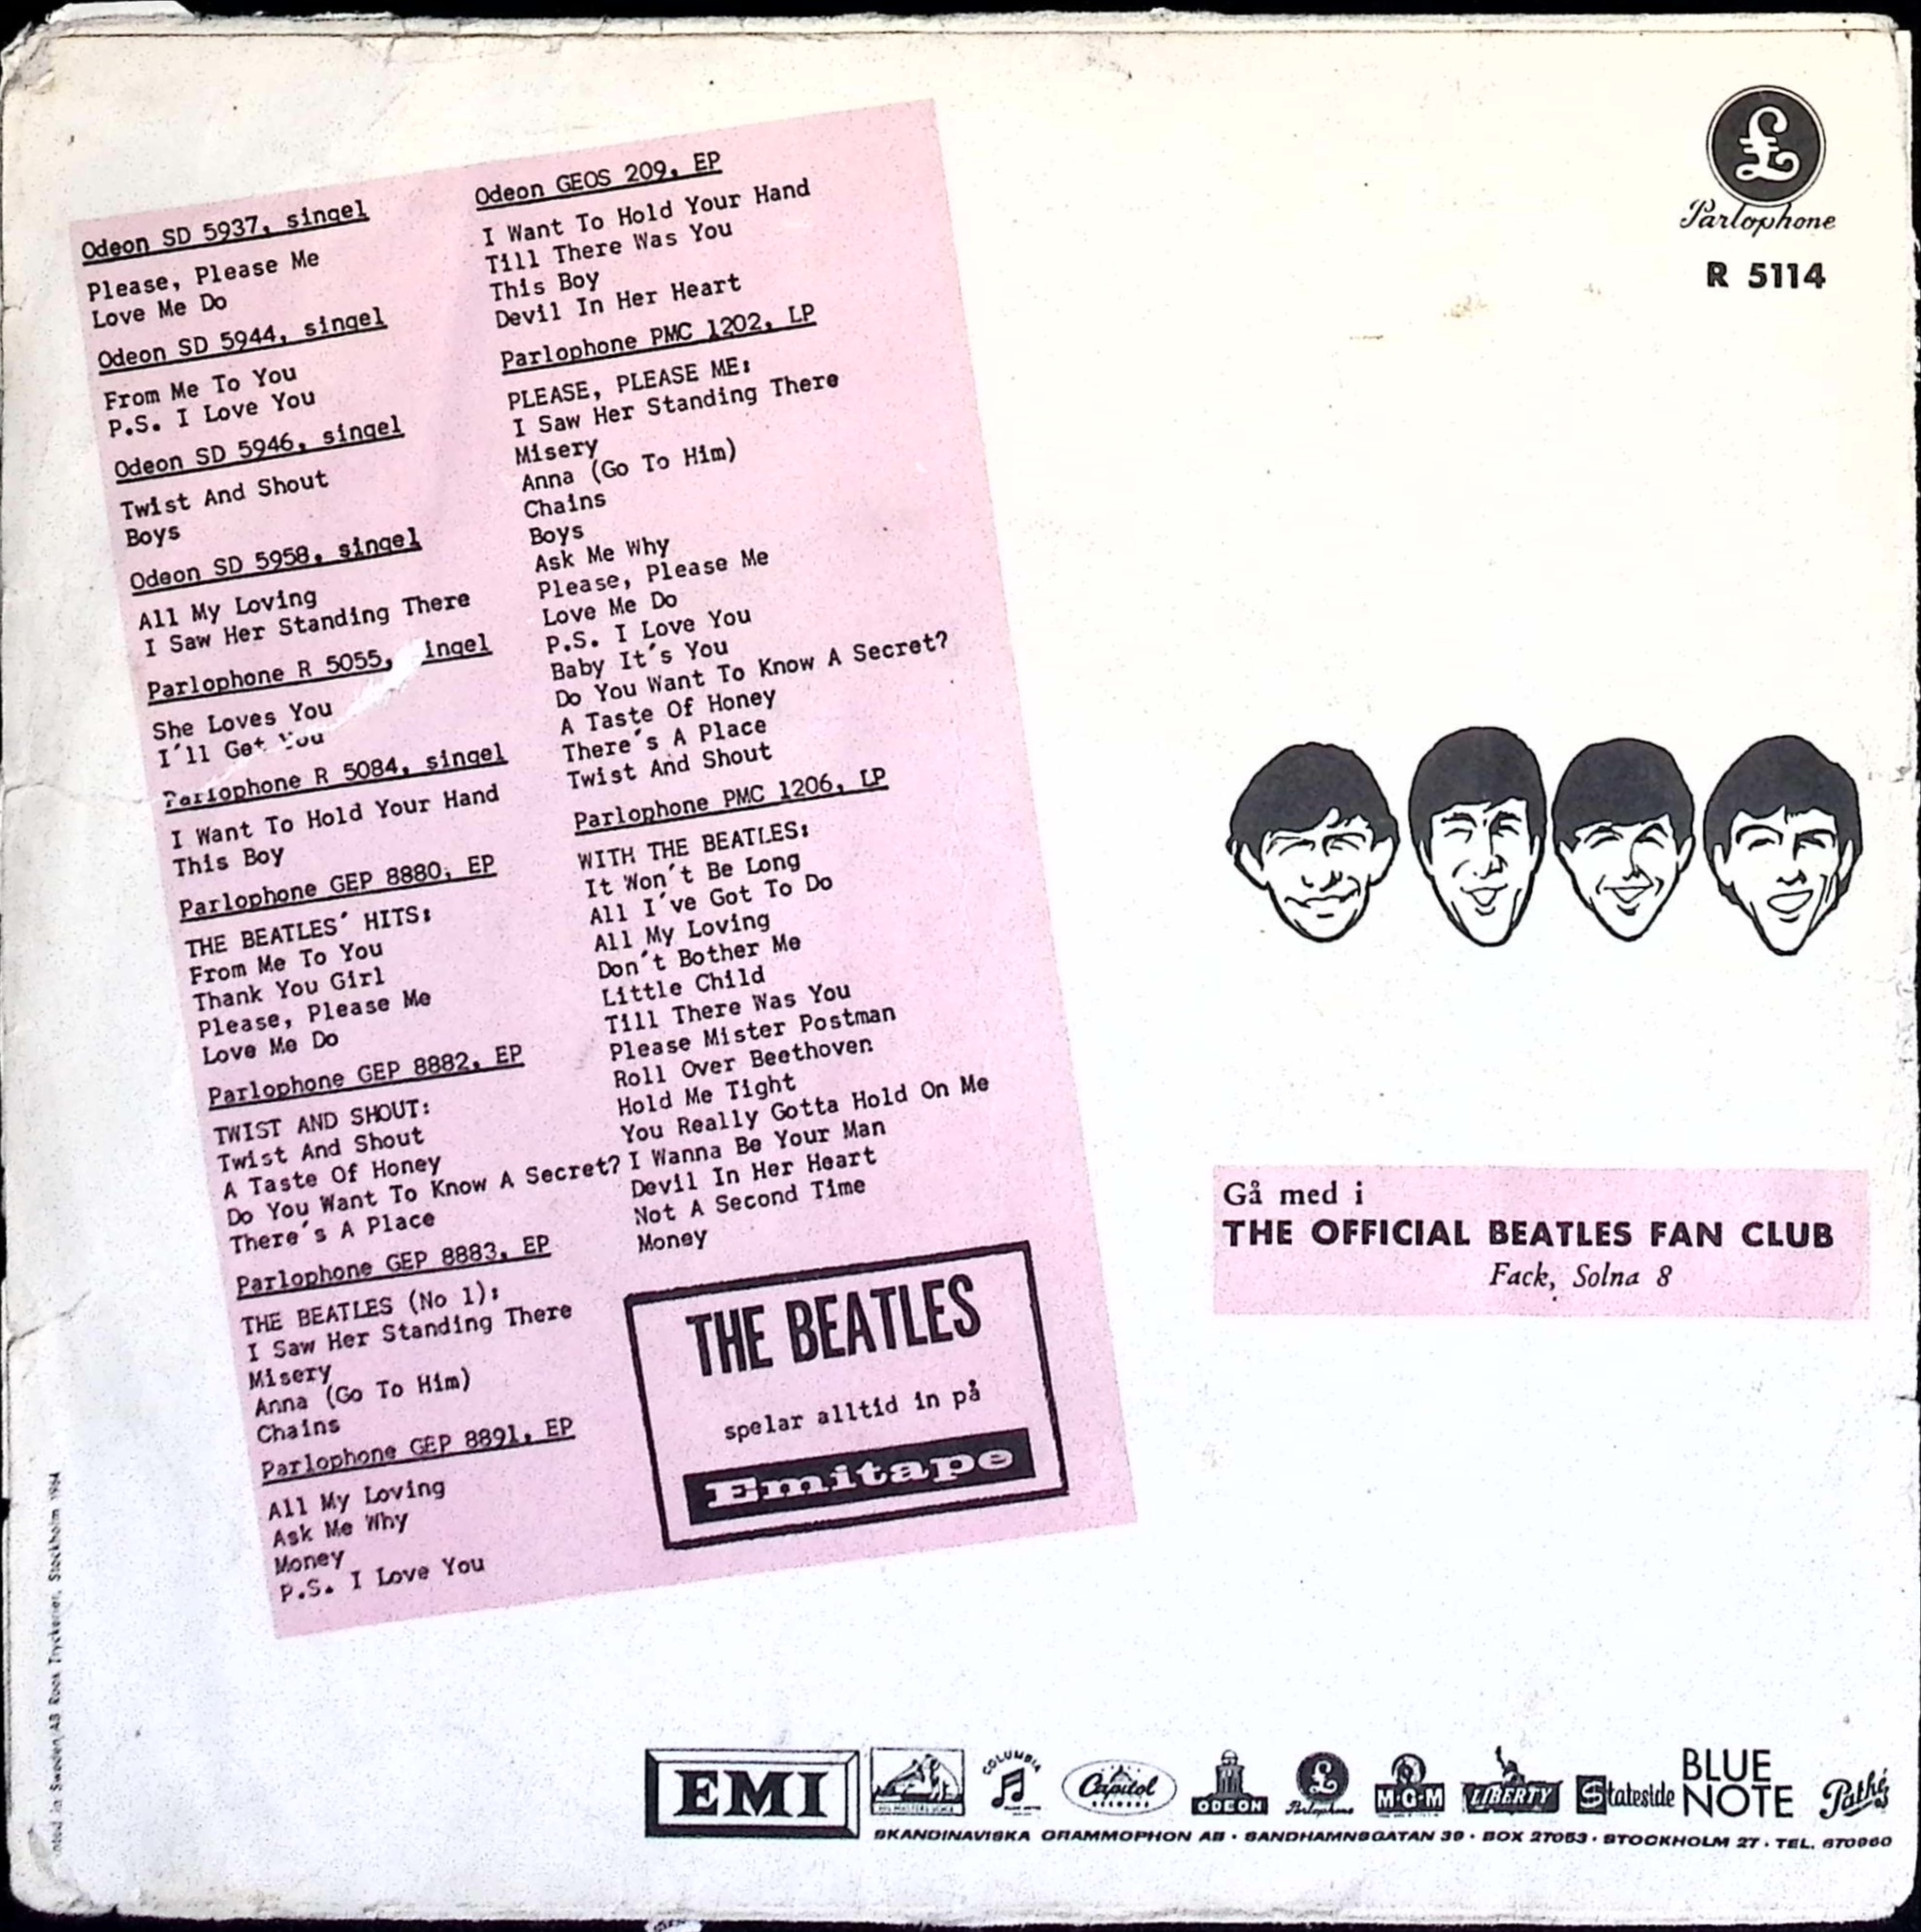 Odeon SD 5937, singel
Please, Please Me
Love Me Do
Odeon SD 5944, singel
From Me To You
P.S. I Love You
Odeon SD 5946, singel
Twist And Shout
Boys
Odeon SD 5958, singel
All My Loving
I Saw Her Standing There
Parlophone R 5055, ingel
She Loves You
I'll Get You
Parlophone R 5084, singel
I Want To Hold Your Hand
This Boy
Parlophone GEP 8880, EP
THE BEATLES' HITS:
From Me To You
Thank You Girl
Please, Please Me
Love Me Do
Parlophone GEP 8882, EP
TWIST AND SHOUT:
Twist And Shout
A Taste Of Honey
Do You Want To Know A Secret?
There's A Place
Parlophone GEP 8883, EP
THE BEATLES (No 1):
I Saw Her Standing There
Misery
Anna (Go To Him)
Chains
Parlophone GEP 8891, EP
All My Loving
Ask Me Why
Money
P.S. I Love You
Odeon GEOS 209, EP
I Want To Hold Your Hand
Till There Was You
This Boy
Devil In Her Heart
Parlophone PMC 1202, LP
PLEASE, PLEASE ME:
I Saw Her Standing There
Misery
Anna (Go To Him)
Chains
Boys
Ask Me Why
Please, Please Me
Love Me Do
P.S. I Love You
Baby It's You
Do You Want To Know A Secret?
A Taste Of Honey
There's A Place
Twist And Shout
Parlophone PMC 1206, LP
WITH THE BEATLES:
It Won't Be Long
All I've Got To Do
All My Loving
Don't Bother Me
Little Child
Till There Was You
Please Mister Postman
Roll Over Beethoven
Hold Me Tight
You Really Gotta Hold On Me
I Wanna Be Your Man
Devil In Her Heart
Not A Second Time
Money
THE BEATLES
spelar alltid in på
Emitape
£
Parlophone
R 5114
Gå med i
THE OFFICIAL BEATLES FAN CLUB
Fack, Solna 8
in Sweden, AB Roos Tryckerier, Stockholm 1964
EMI
HIS MASTER'S VOICE
COLUMBIA
Capitol
RECORDS
ODEON
£
Parlophone
M-G-M
LIBERTY
Stateside
BLUE
NOTE
Pathé
SKANDINAVISKA GRAMMOPHON AB · SANDHAMNSGATAN 39 · BOX 27053 · STOCKHOLM 27 · TEL. 670960